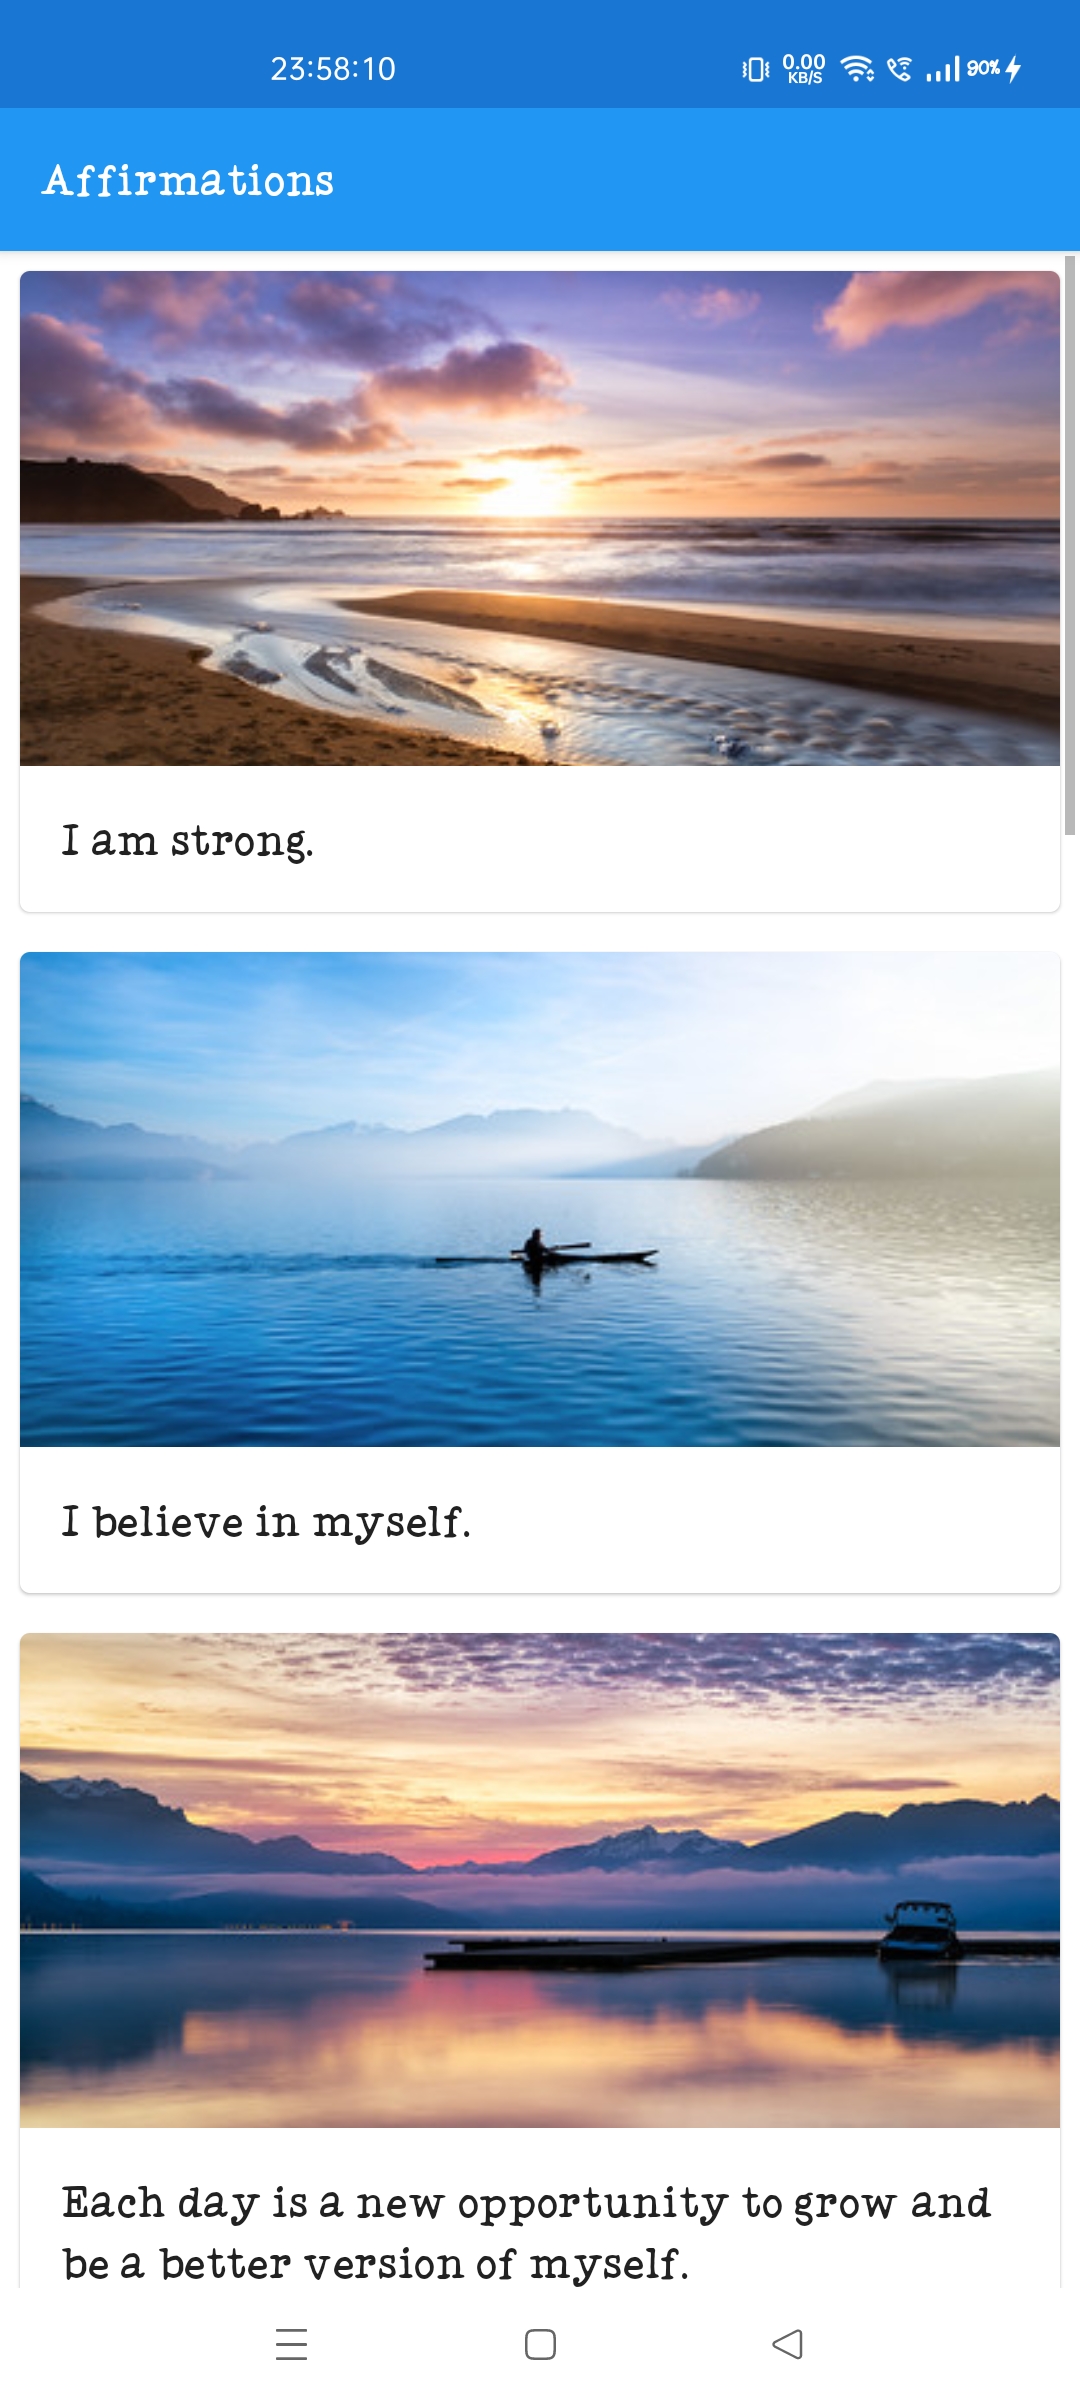 23:58:10
0.00
KB/S
90%
Affirmations
I am strong.
I believe in myself.
Each day is a new opportunity to grow and
be a better version of myself.